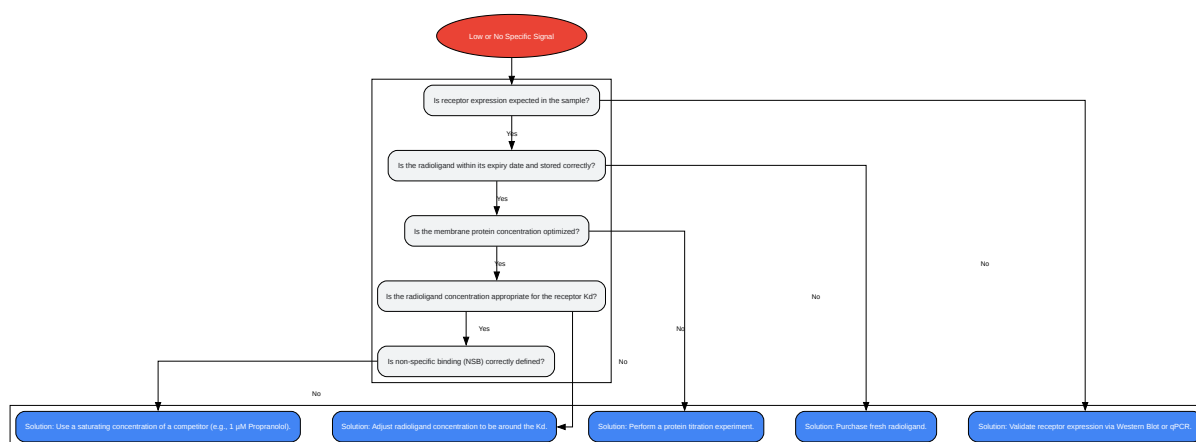 Low or No Specific Signal
Is receptor expression expected in the sample?
Yes
Is the radioligand within its expiry date and stored correctly?
Yes
Is the membrane protein concentration optimized?
Yes
No
Is the radioligand concentration appropriate for the receptor Kd?
No
Yes
No
Is non-specific binding (NSB) correctly defined?
No
No
Solution: Use a saturating concentration of a competitor (e.g., 1 µM Propranolol).
Solution: Adjust radioligand concentration to be around the Kd.
Solution: Perform a protein titration experiment.
Solution: Purchase fresh radioligand.
Solution: Validate receptor expression via Western Blot or qPCR.